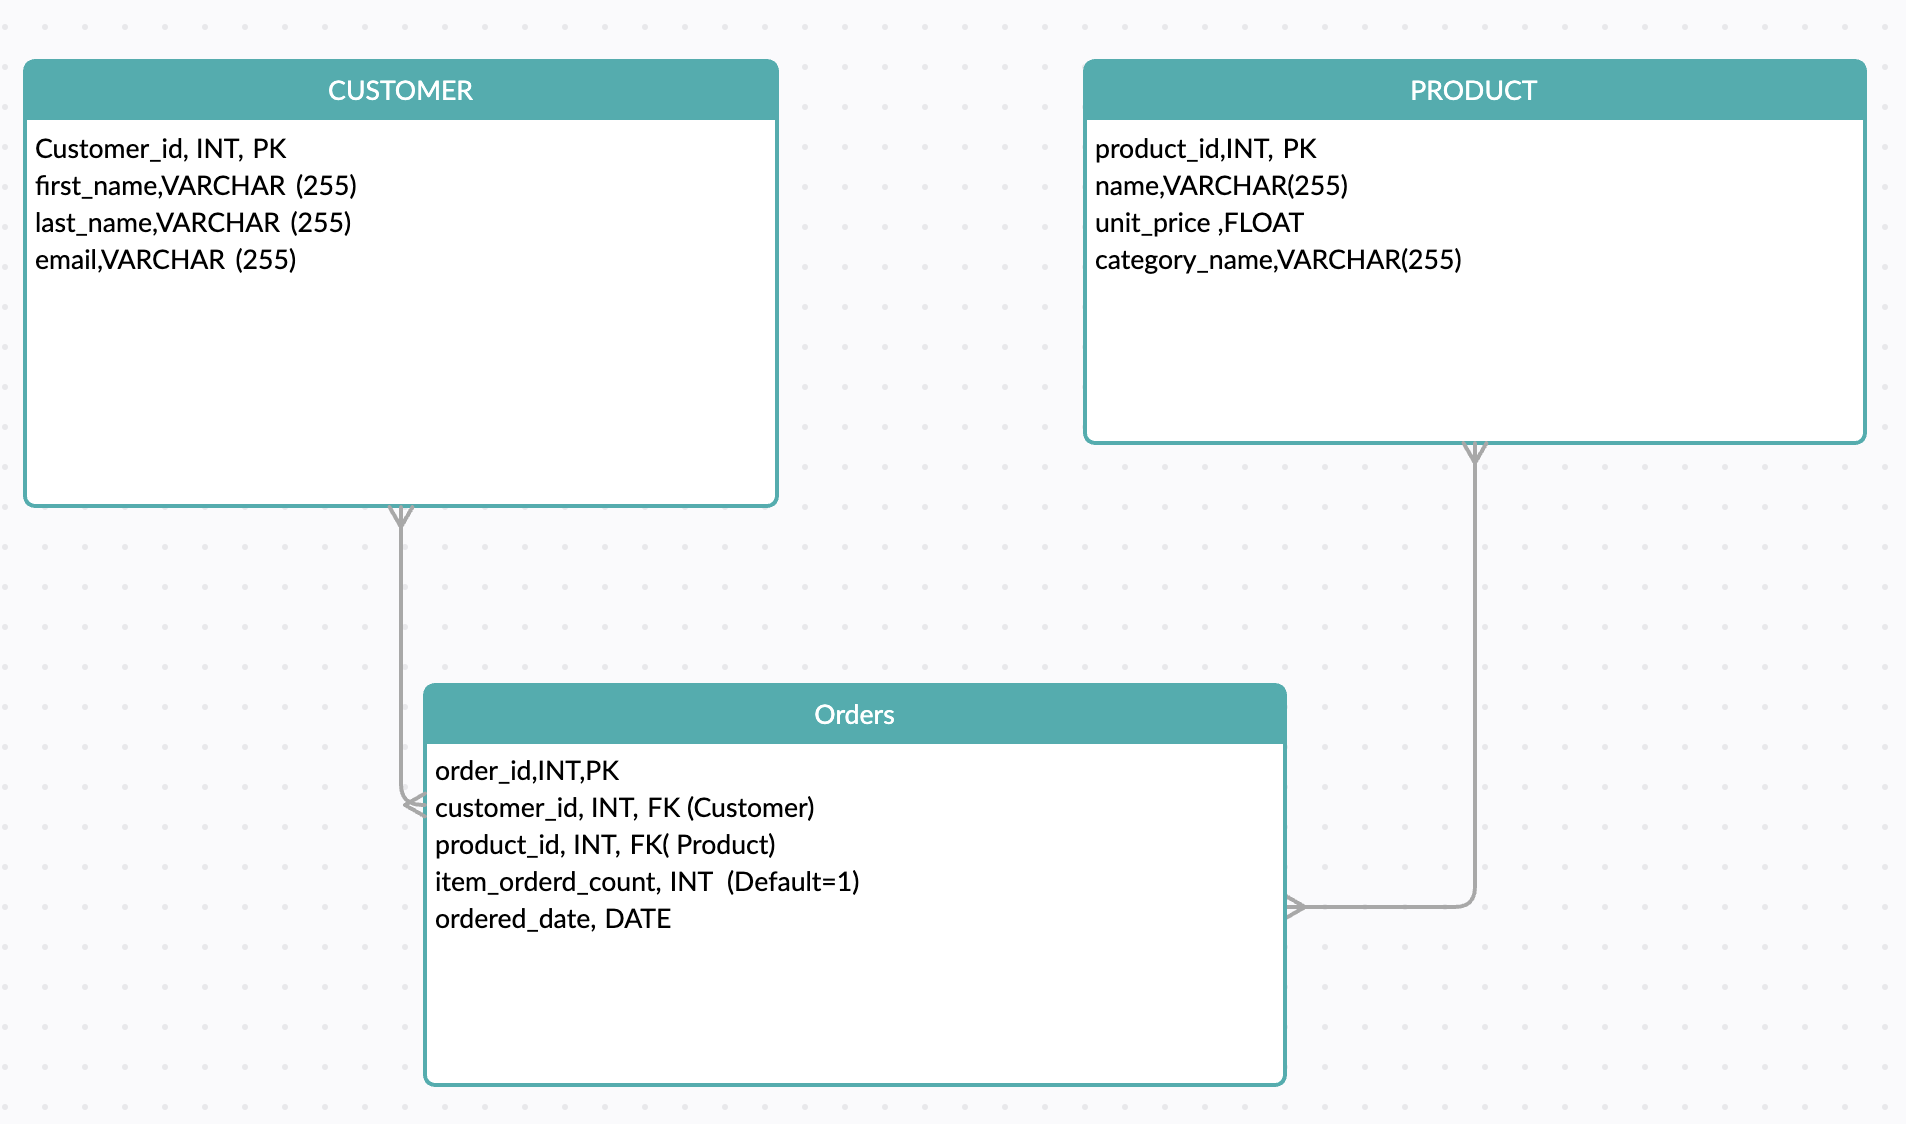 CUSTOMER
Customer_id, INT, PK
first_name,VARCHAR (255)
last_name,VARCHAR (255)
email,VARCHAR (255)
PRODUCT
product_id,INT, PK
name,VARCHAR(255)
unit_price ,FLOAT
category_name,VARCHAR(255)
Orders
order_id,INT,PK
customer_id, INT, FK (Customer)
product_id, INT, FK( Product)
item_orderd_count, INT (Default=1)
ordered_date, DATE